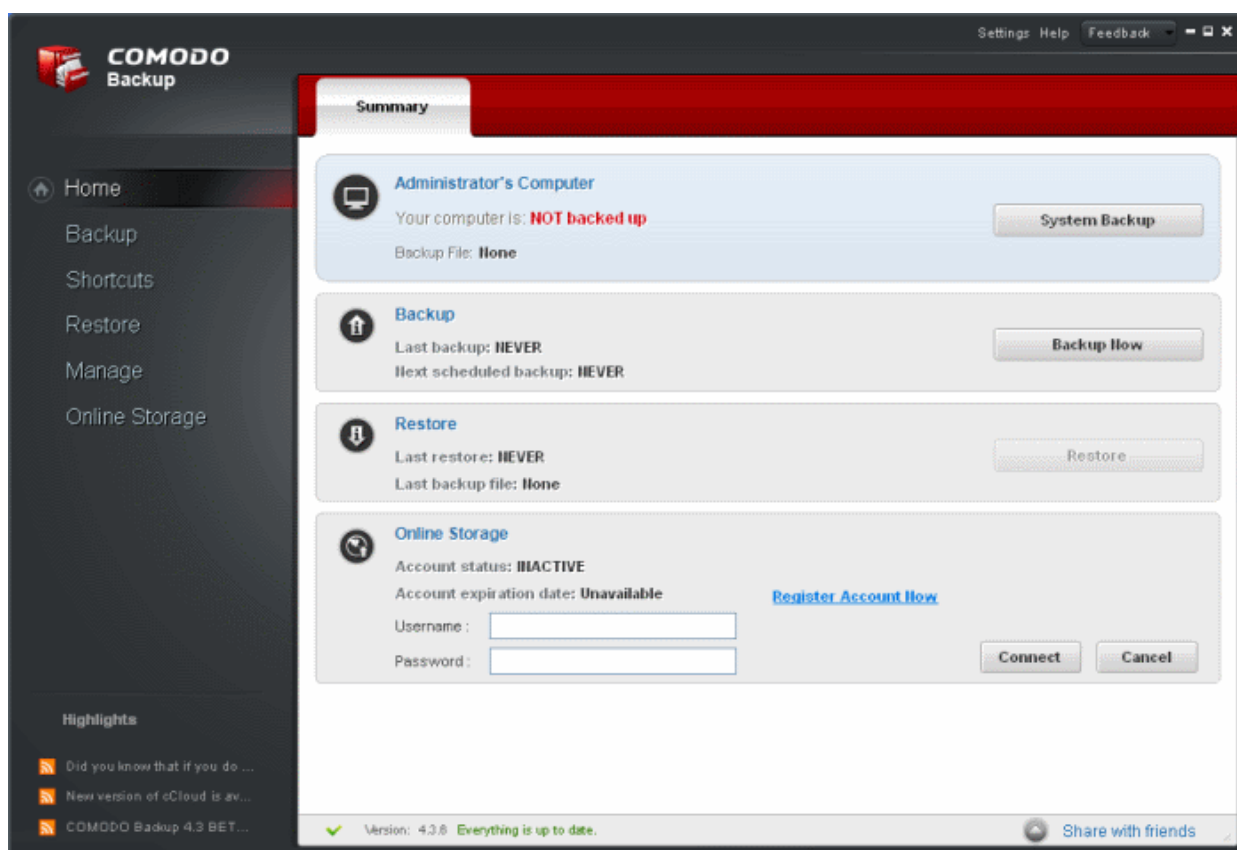 Settings Help Feedback
COMODO
Backup
Summary
Home
Backup
Shortcuts
Restore
Manage
Online Storage
Administrator's Computer
Your computer is: NOT backed up
Backup File: None
System Backup
Backup
Last backup: NEVER
Next scheduled backup: NEVER
Backup Now
Restore
Last restore: NEVER
Last backup file: None
Restore
Online Storage
Account status: INACTIVE
Account expiration date: Unavailable
Register Account Now
Username :
Password :
Connect
Cancel
Highlights
Did you know that if you do ...
New version of cCloud is av...
COMODO Backup 4.3 BET...
Version: 4.3.6 Everything is up to date.
Share with friends